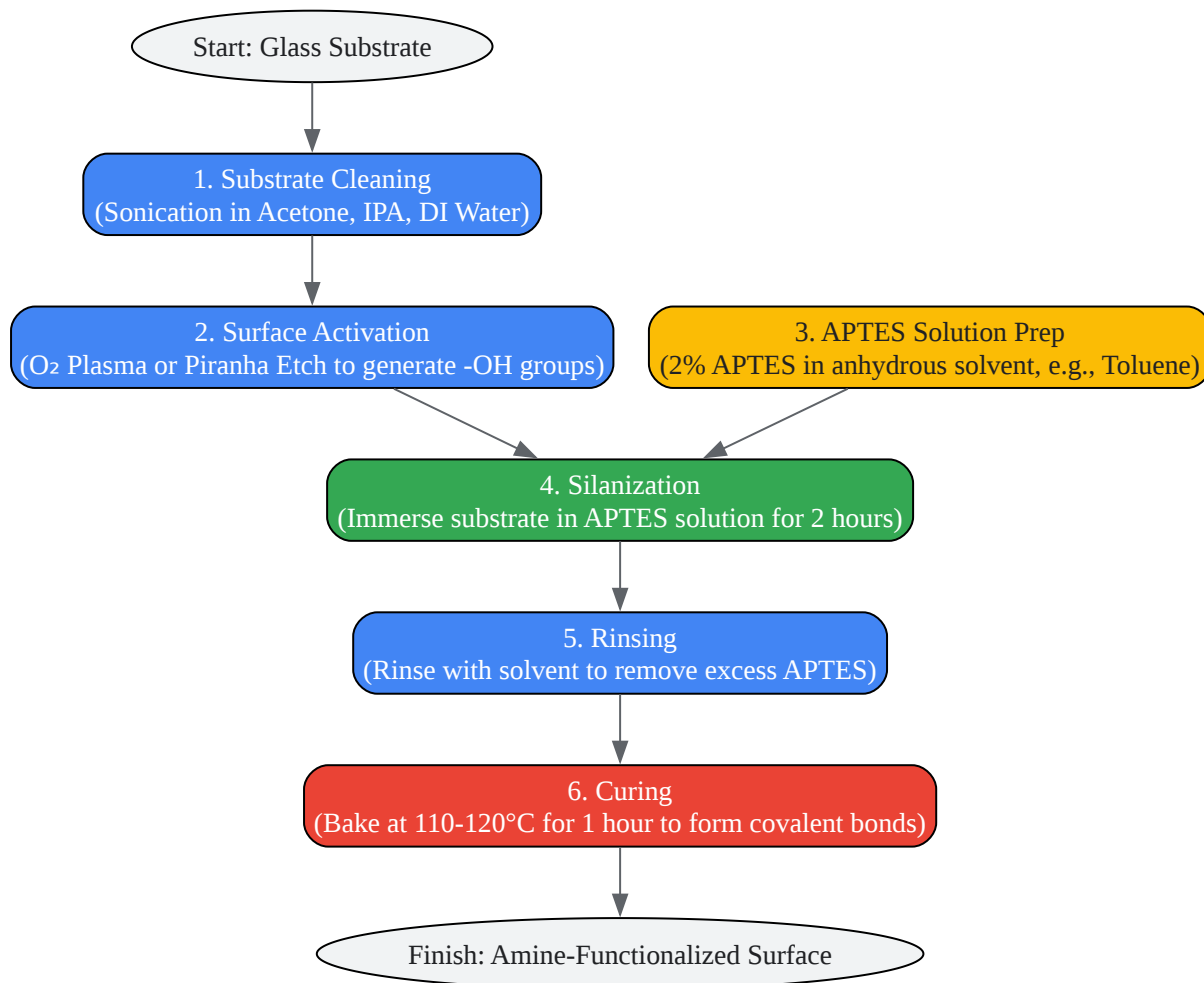 Start: Glass Substrate
1. Substrate Cleaning
(Sonication in Acetone, IPA, DI Water)
2. Surface Activation
(O₂ Plasma or Piranha Etch to generate -OH groups)
3. APTES Solution Prep
(2% APTES in anhydrous solvent, e.g., Toluene)
4. Silanization
(Immerse substrate in APTES solution for 2 hours)
5. Rinsing
(Rinse with solvent to remove excess APTES)
6. Curing
(Bake at 110-120°C for 1 hour to form covalent bonds)
Finish: Amine-Functionalized Surface